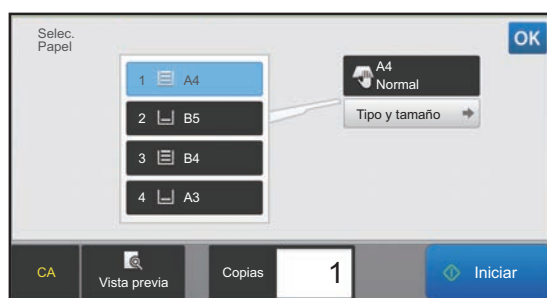 Selec.
Papel
OK
1 A4
2 B5
3 B4
4 A3
A4
Normal
Tipo y tamaño
CA
Vista previa
Copias
1
Iniciar